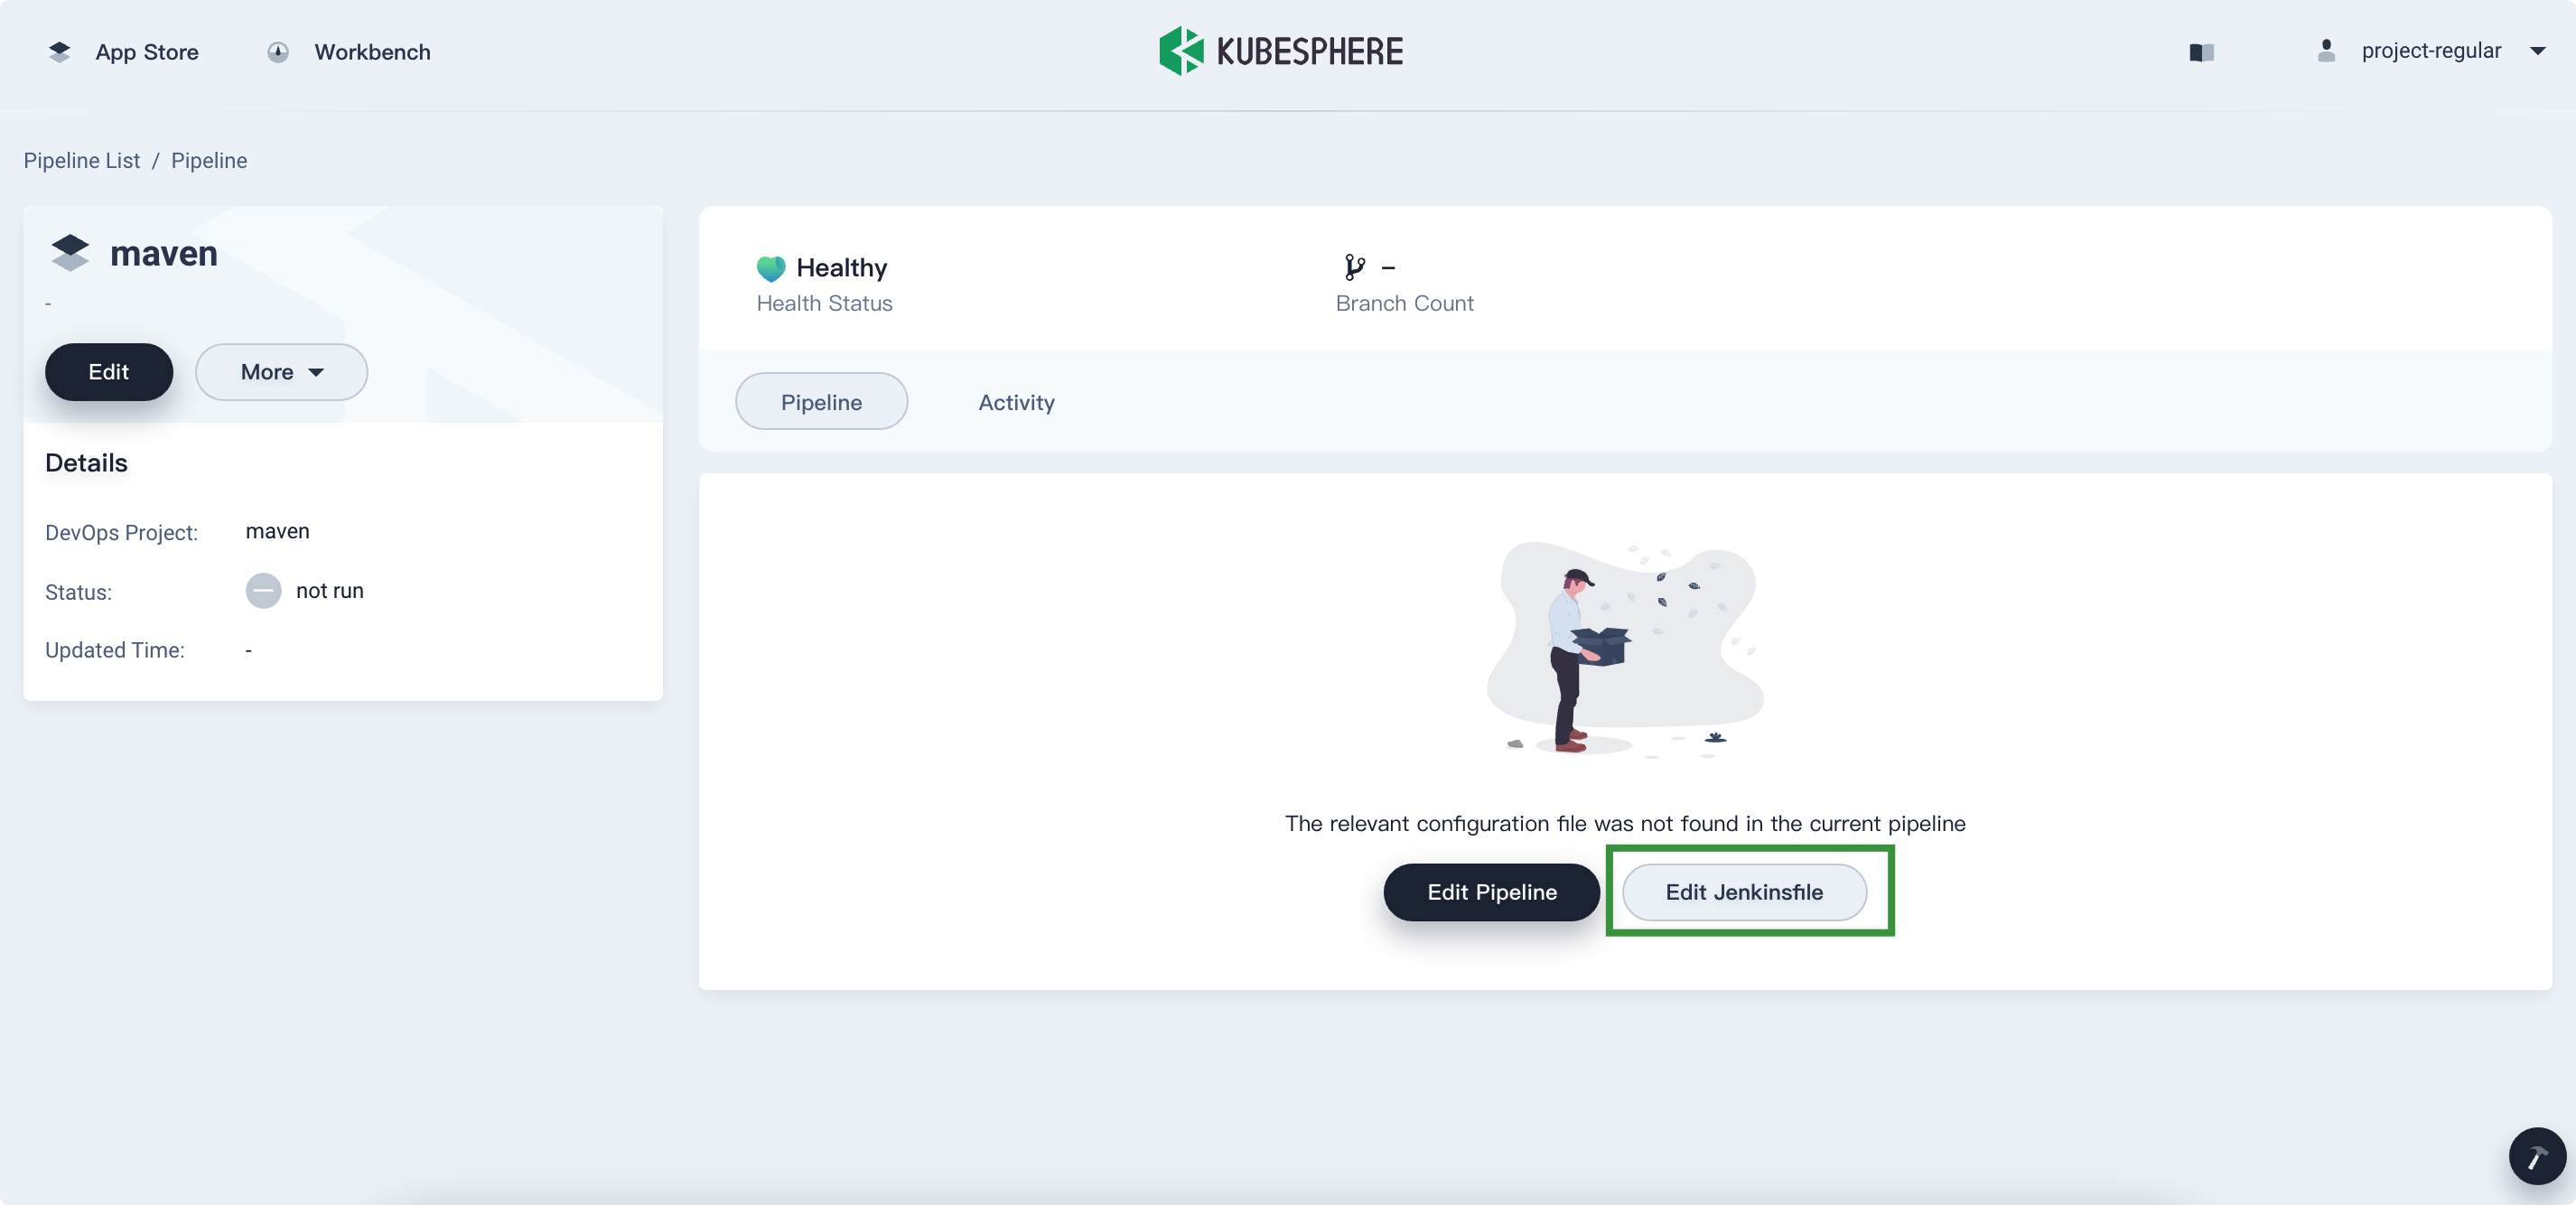 App Store
Workbench
KUBESPHERE
project-regular
Pipeline List / Pipeline
maven
-
Edit
More
Details
DevOps Project: maven
Status: not run
Updated Time: -
Healthy
Health Status
–
Branch Count
Pipeline
Activity
The relevant configuration file was not found in the current pipeline
Edit Pipeline
Edit Jenkinsfile